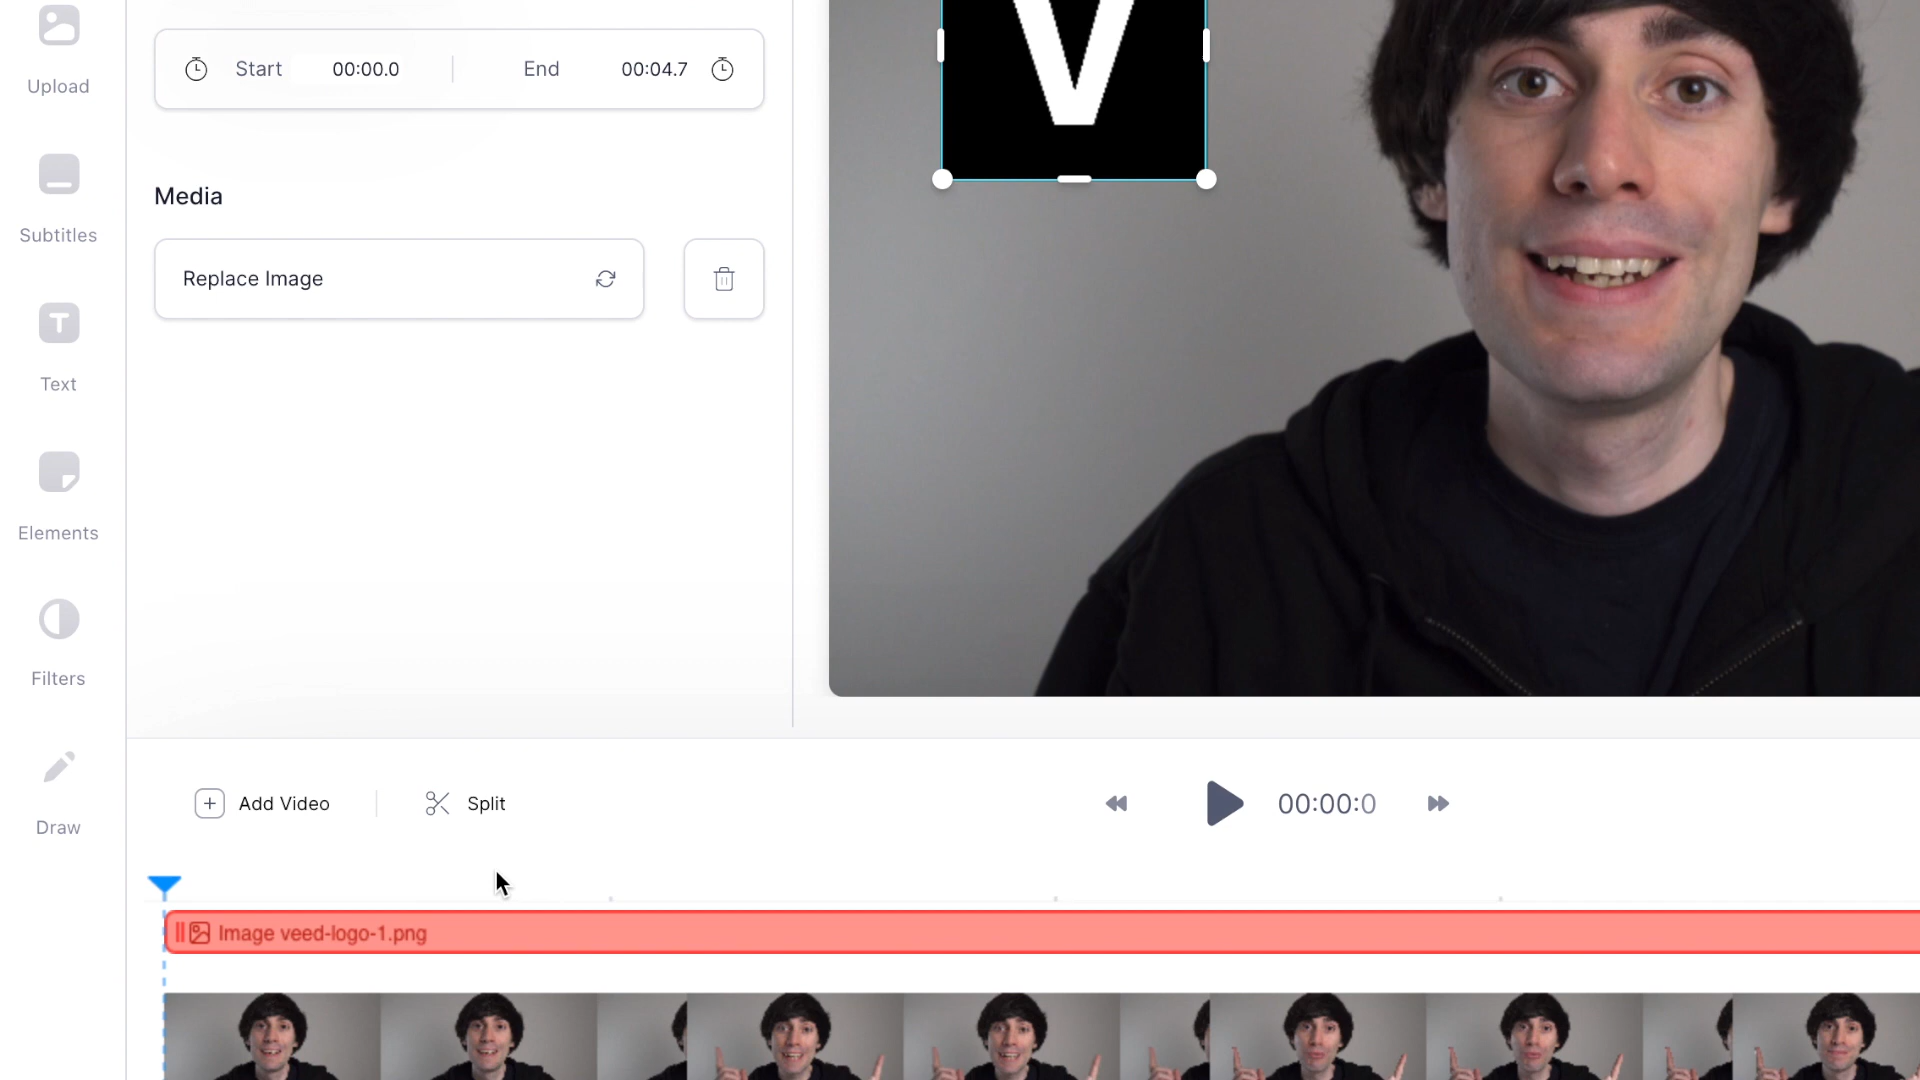 Upload
Start 00:00.0 End 00:04.7
V
Media
Subtitles
Replace Image
Text
Elements
Filters
Add Video Split 00:00:0
Draw
Image veed-logo-1.png